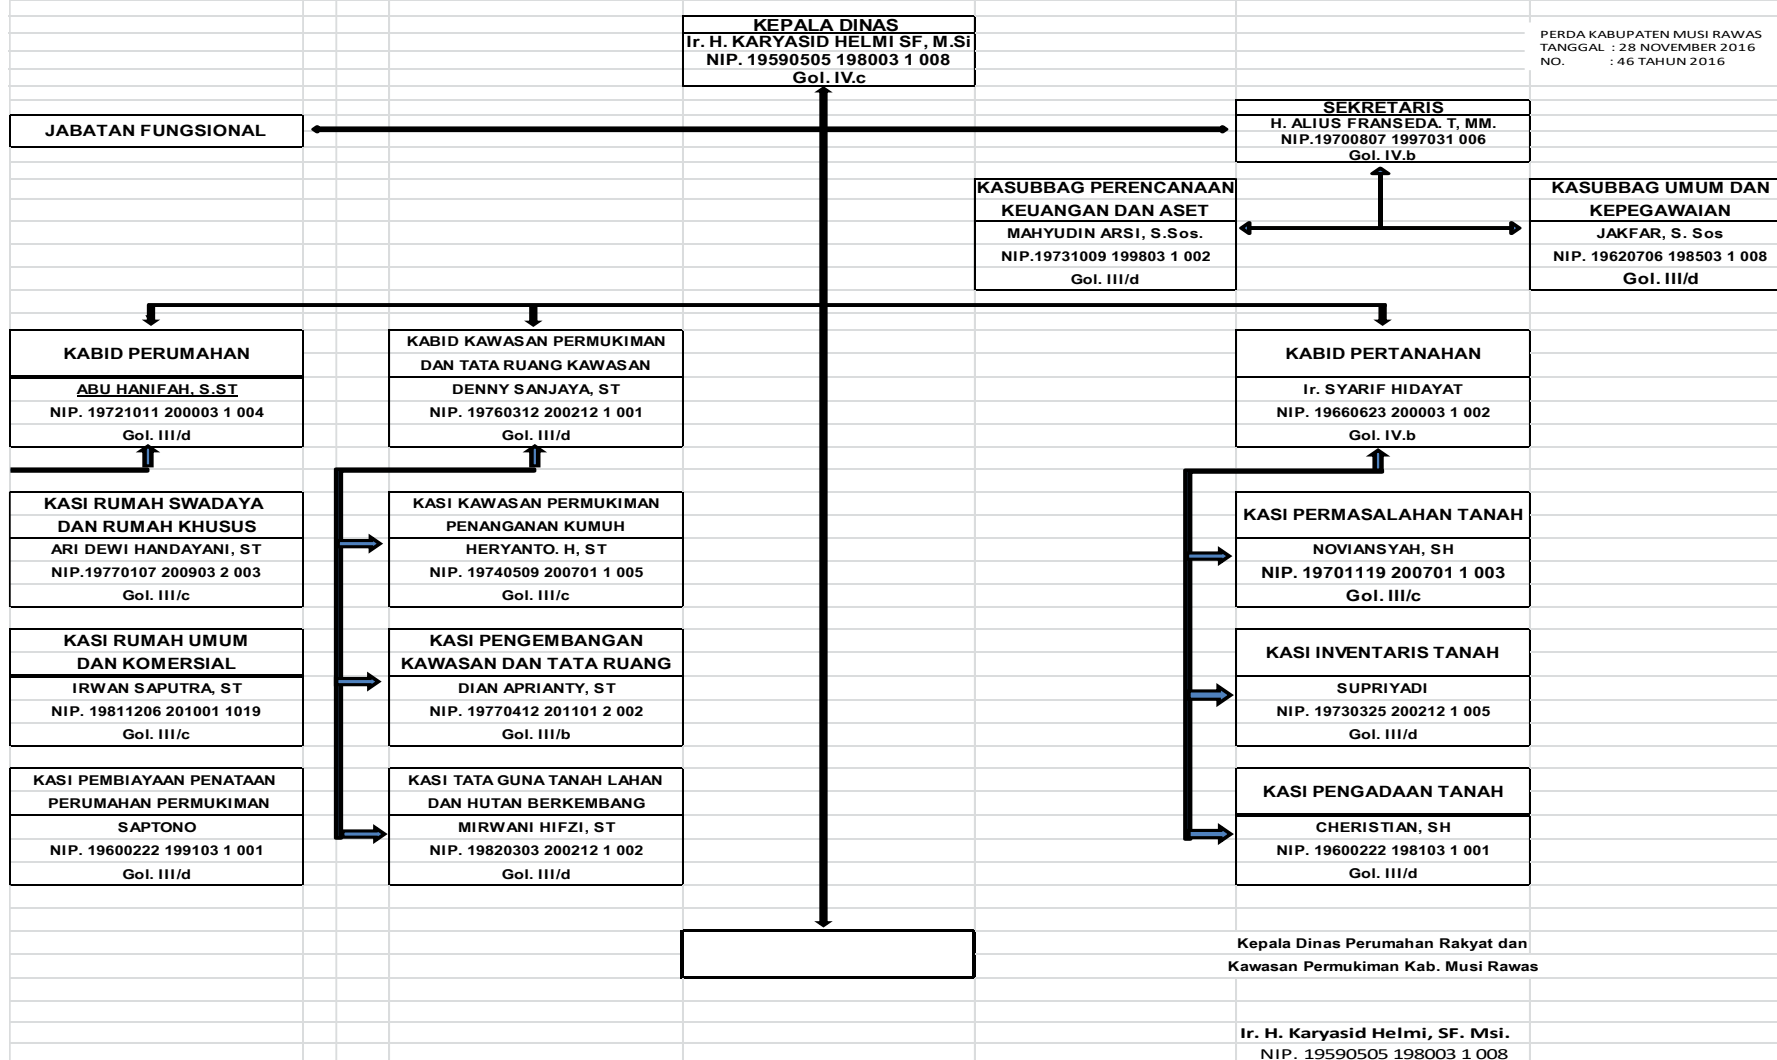 KEPALA DINAS
Ir. H. KARYASID HELMI SF, M.Si
NIP. 19590505 198003 1 008
Gol. IV.c
PERDA KABUPATEN MUSI RAWAS
TANGGAL : 28 NOVEMBER 2016
NO. : 46 TAHUN 2016
JABATAN FUNGSIONAL
SEKRETARIS
H. ALIUS FRANSEDA. T, MM.
NIP.19700807 1997031 006
Gol. IV.b
KASUBBAG PERENCANAAN
KEUANGAN DAN ASET
MAHYUDIN ARSI, S.Sos.
NIP.19731009 199803 1 002
Gol. III/d
KASUBBAG UMUM DAN
KEPEGAWAIAN
JAKFAR, S. Sos
NIP. 19620706 198503 1 008
Gol. III/d
KABID PERUMAHAN
ABU HANIFAH, S.ST
NIP. 19721011 200003 1 004
Gol. III/d
KABID KAWASAN PERMUKIMAN
DAN TATA RUANG KAWASAN
DENNY SANJAYA, ST
NIP. 19760312 200212 1 001
Gol. III/d
KABID PERTANAHAN
Ir. SYARIF HIDAYAT
NIP. 19660623 200003 1 002
Gol. IV.b
KASI RUMAH SWADAYA
DAN RUMAH KHUSUS
ARI DEWI HANDAYANI, ST
NIP.19770107 200903 2 003
Gol. III/c
KASI KAWASAN PERMUKIMAN
PENANGANAN KUMUH
HERYANTO. H, ST
NIP. 19740509 200701 1 005
Gol. III/c
KASI PERMASALAHAN TANAH
NOVIANSYAH, SH
NIP. 19701119 200701 1 003
Gol. III/c
KASI RUMAH UMUM
DAN KOMERSIAL
IRWAN SAPUTRA, ST
NIP. 19811206 201001 1019
Gol. III/c
KASI PENGEMBANGAN
KAWASAN DAN TATA RUANG
DIAN APRIANTY, ST
NIP. 19770412 201101 2 002
Gol. III/b
KASI INVENTARIS TANAH
SUPRIYADI
NIP. 19730325 200212 1 005
Gol. III/d
KASI PEMBIAYAAN PENATAAN
PERUMAHAN PERMUKIMAN
SAPTONO
NIP. 19600222 199103 1 001
Gol. III/d
KASI TATA GUNA TANAH LAHAN
DAN HUTAN BERKEMBANG
MIRWANI HIFZI, ST
NIP. 19820303 200212 1 002
Gol. III/d
KASI PENGADAAN TANAH
CHERISTIAN, SH
NIP. 19600222 198103 1 001
Gol. III/d
Kepala Dinas Perumahan Rakyat dan
Kawasan Permukiman Kab. Musi Rawas
Ir. H. Karyasid Helmi, SF. Msi.
NIP. 19590505 198003 1 008